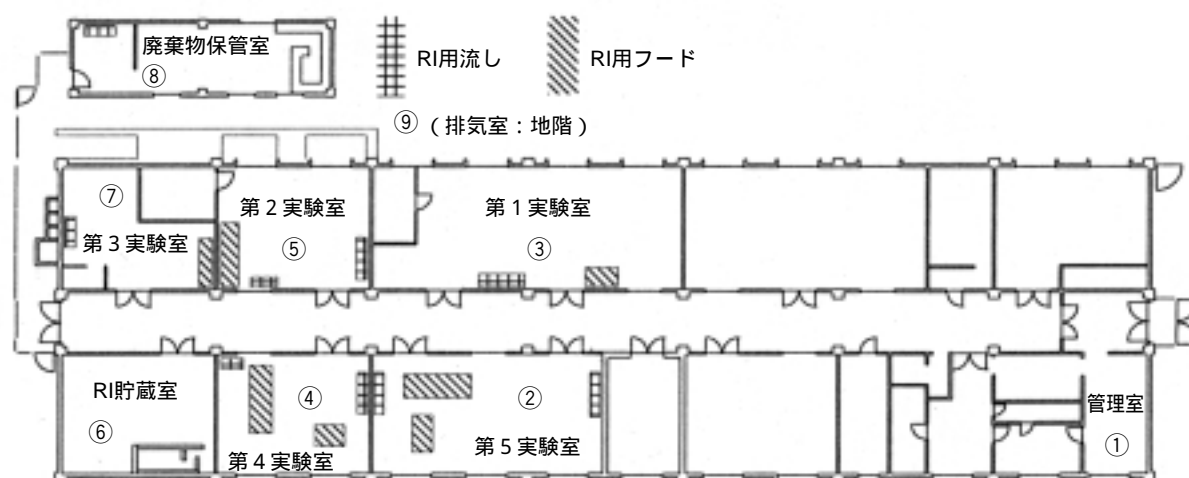 廃棄物保管室
⑧
RI用流し
RI用フード
⑨(排気室:地階)
⑦
第3実験室
第2実験室
⑤
第1実験室
③
RI貯蔵室
⑥
④
第4実験室
②
第5実験室
管理室
①